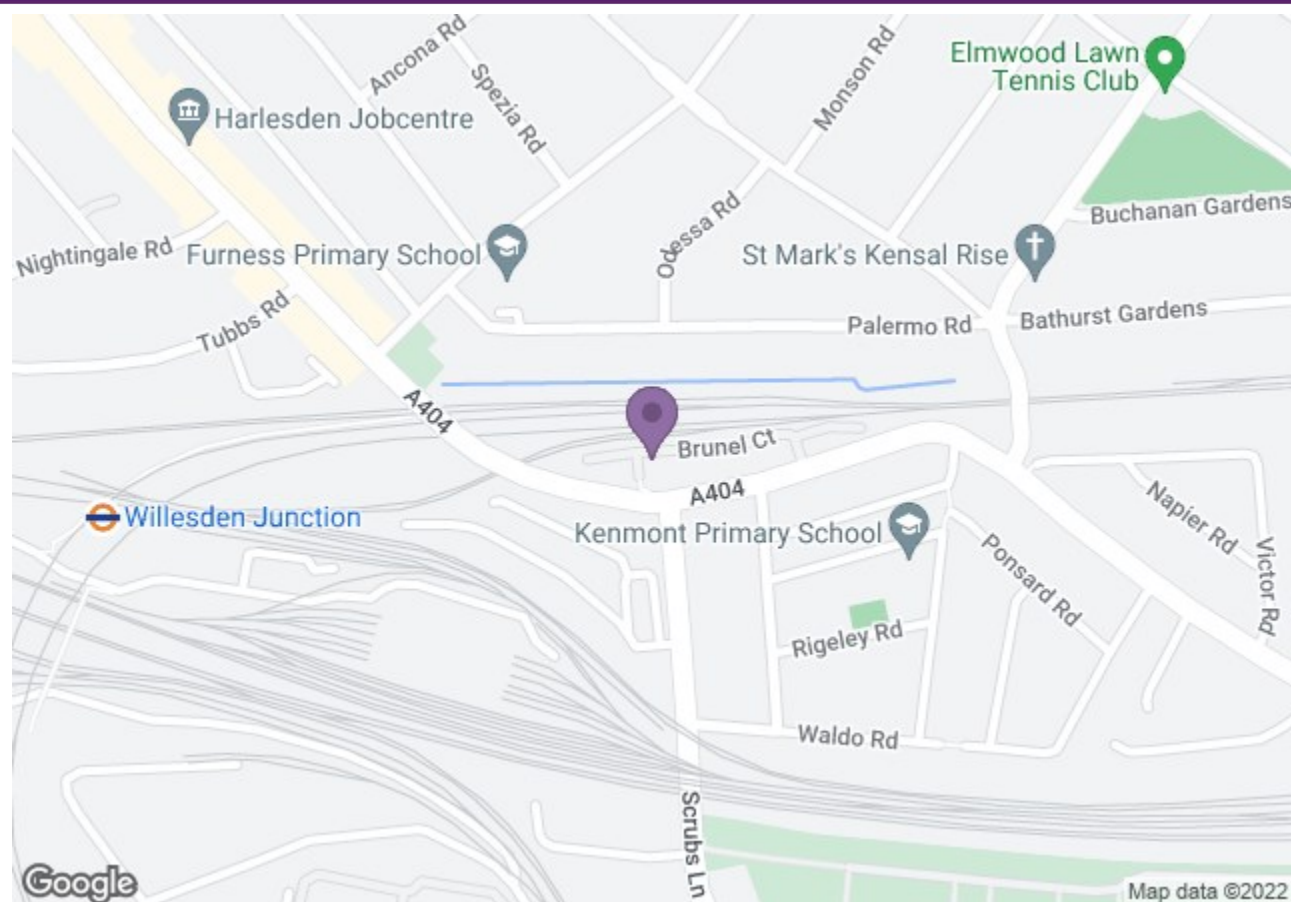 Ancona Rd
Spezia Rd
Monson Rd
Elmwood Lawn
Tennis Club
Harlesden Jobcentre
Odessa Rd
Buchanan Gardens
Nightingale Rd
Furness Primary School
St Mark's Kensal Rise
Tubbs Rd
Palermo Rd
Bathurst Gardens
A404
Brunel Ct
A404
Willesden Junction
Kenmont Primary School
Napier Rd
Ponsard Rd
Victor Rd
Rigeley Rd
Waldo Rd
Scrubs Ln
Google
Map data ©2022